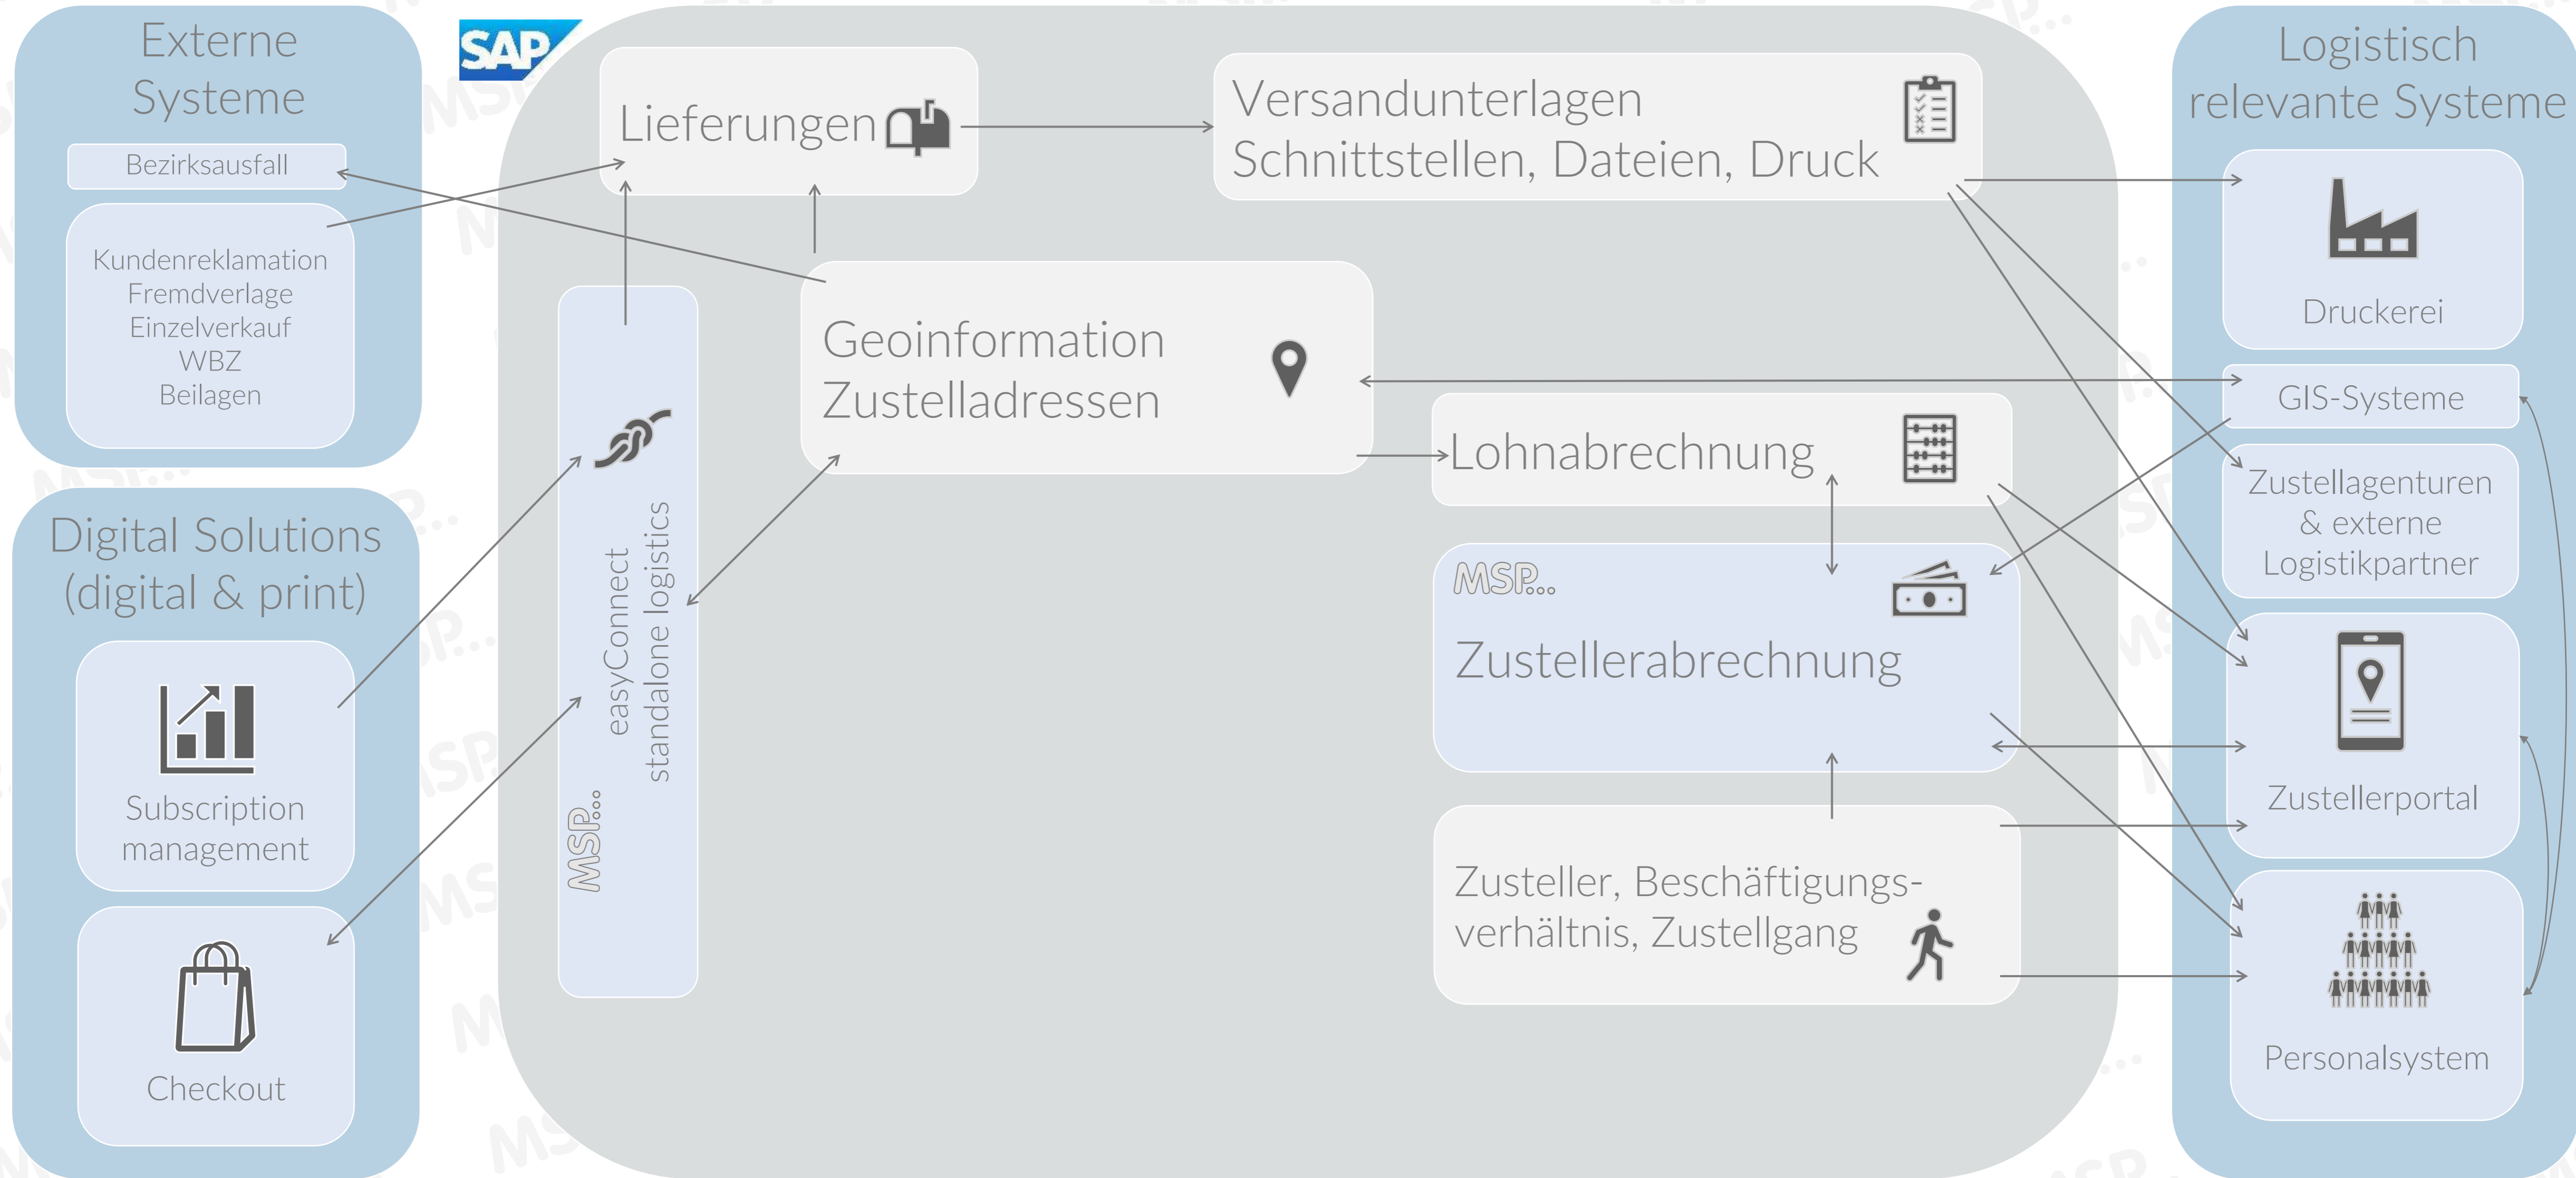 Externe
Systeme
Bezirksausfall
Kundenreklamation
Fremdverlage
Einzelverkauf
WBZ
Beilagen
Digital Solutions
(digital & print)
Subscription
management
Checkout
SAP
Lieferungen
Versandunterlagen
Schnittstellen, Dateien, Druck
Geoinformation
Zustelladressen
easyConnect
standalone logistics
MSP...
Lohnabrechnung
MSP...
Zustellerabrechnung
Zusteller, Beschäftigungs-
verhältnis, Zustellgang
Logistisch
relevante Systeme
Druckerei
GIS-Systeme
Zustellagenturen
& externe
Logistikpartner
Zustellerportal
Personalsystem